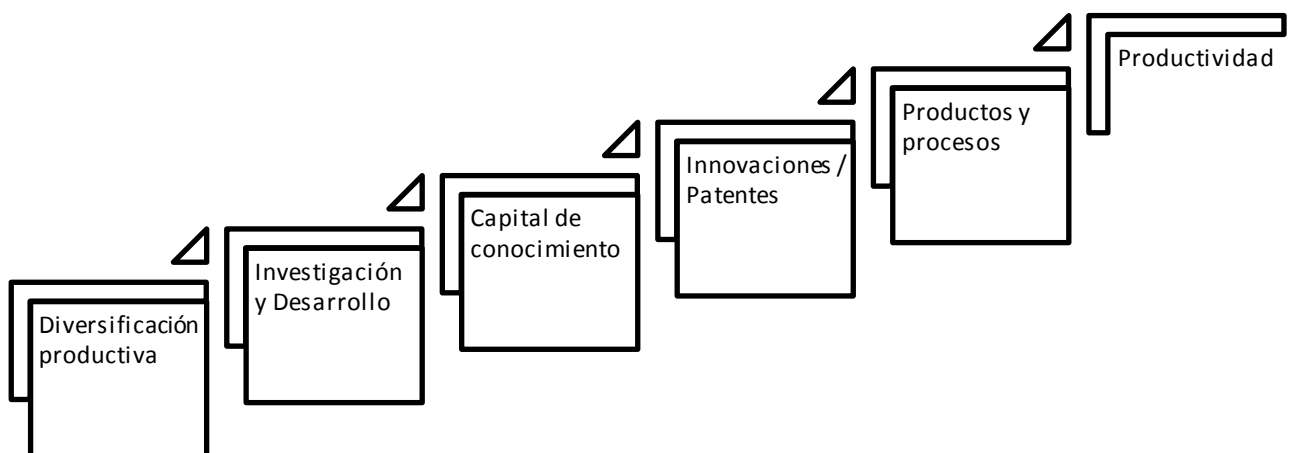 Diversificación
productiva
Investigación
y Desarrollo
Capital de
conocimiento
Innovaciones /
Patentes
Productos y
procesos
Productividad